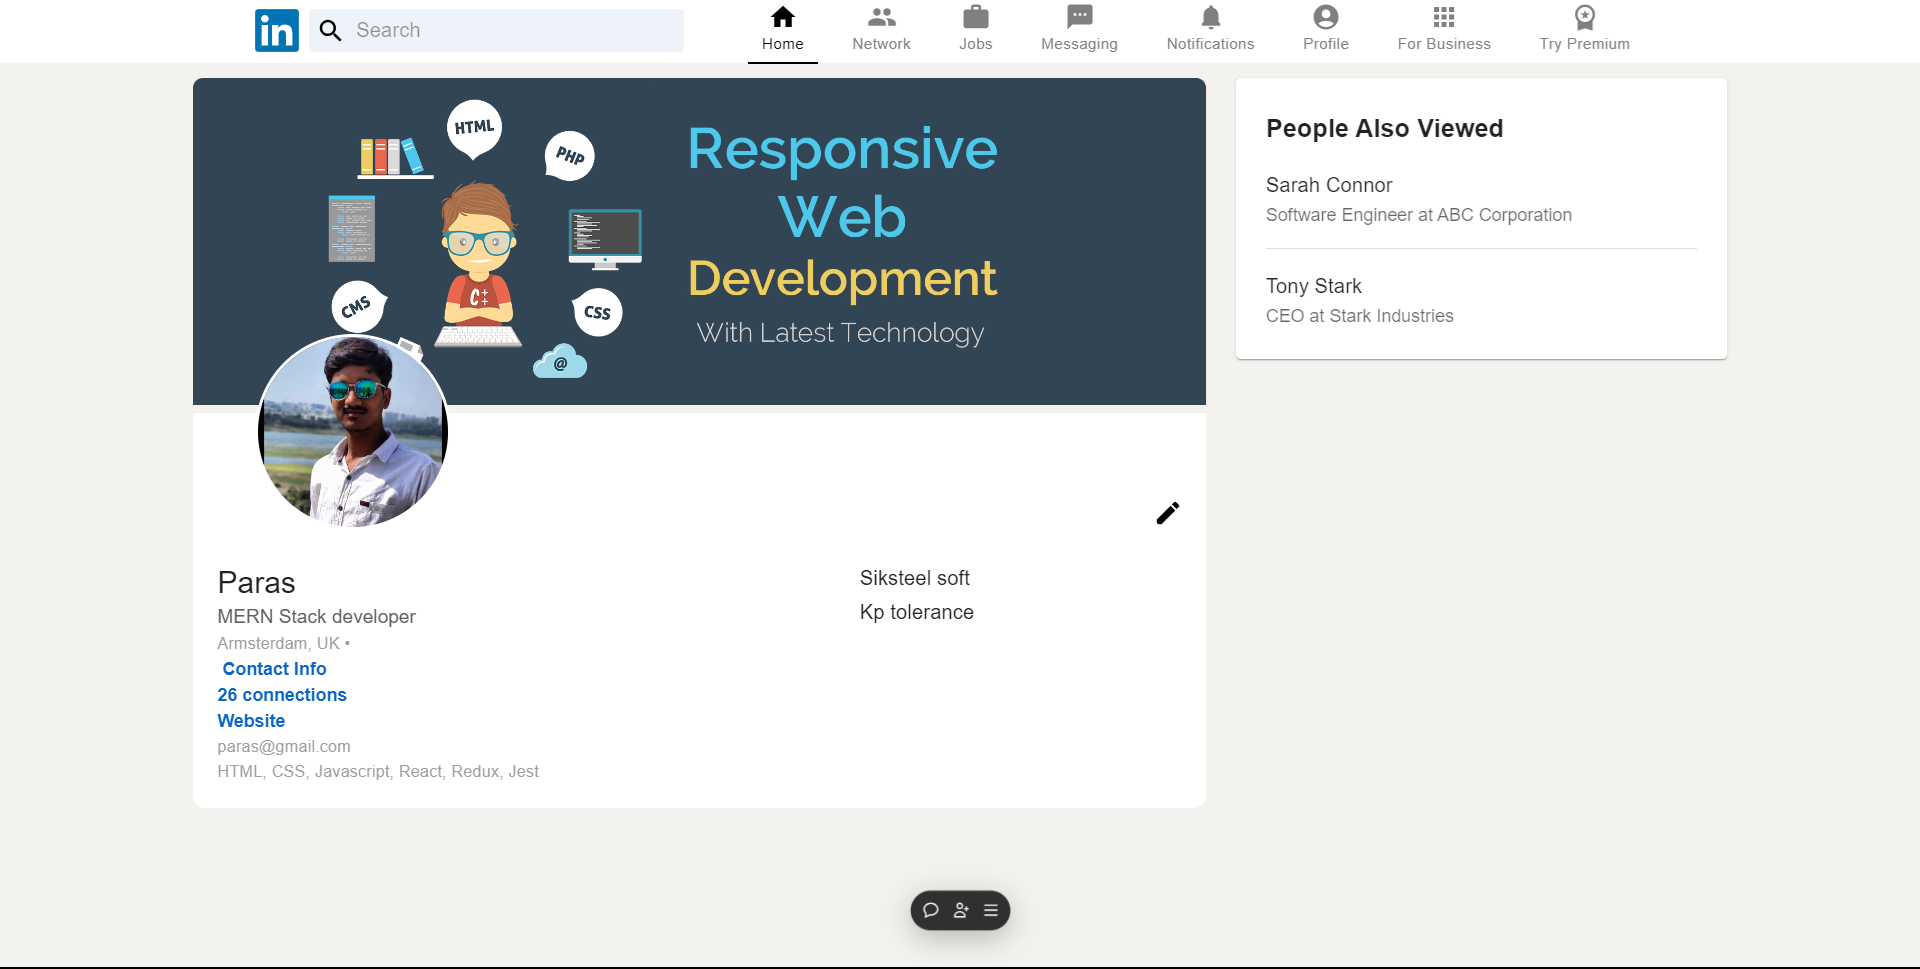 in
Search
Home
Network
Jobs
Messaging
Notifications
Profile
For Business
Try Premium
HTML
PHP
CMS
C++
CSS
@
Responsive
Web
Development
With Latest Technology
Paras
MERN Stack developer
Armsterdam, UK •
Contact Info
26 connections
Website
paras@gmail.com
HTML, CSS, Javascript, React, Redux, Jest
Siksteel soft
Kp tolerance
People Also Viewed
Sarah Connor
Software Engineer at ABC Corporation
Tony Stark
CEO at Stark Industries